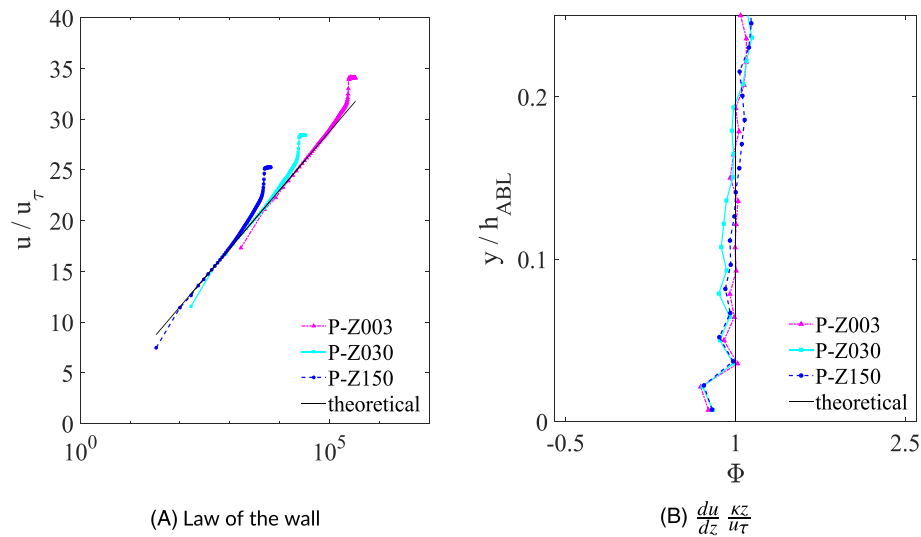 40
35
30
25
20
15
10
5
0
u / u_τ
10^0
10^5
P-Z003
P-Z030
P-Z150
theoretical
(A) Law of the wall
0.2
0.1
0
y / h_ABL
-0.5
1
2.5
Φ
P-Z003
P-Z030
P-Z150
theoretical
(B) du/dz κz/uτ